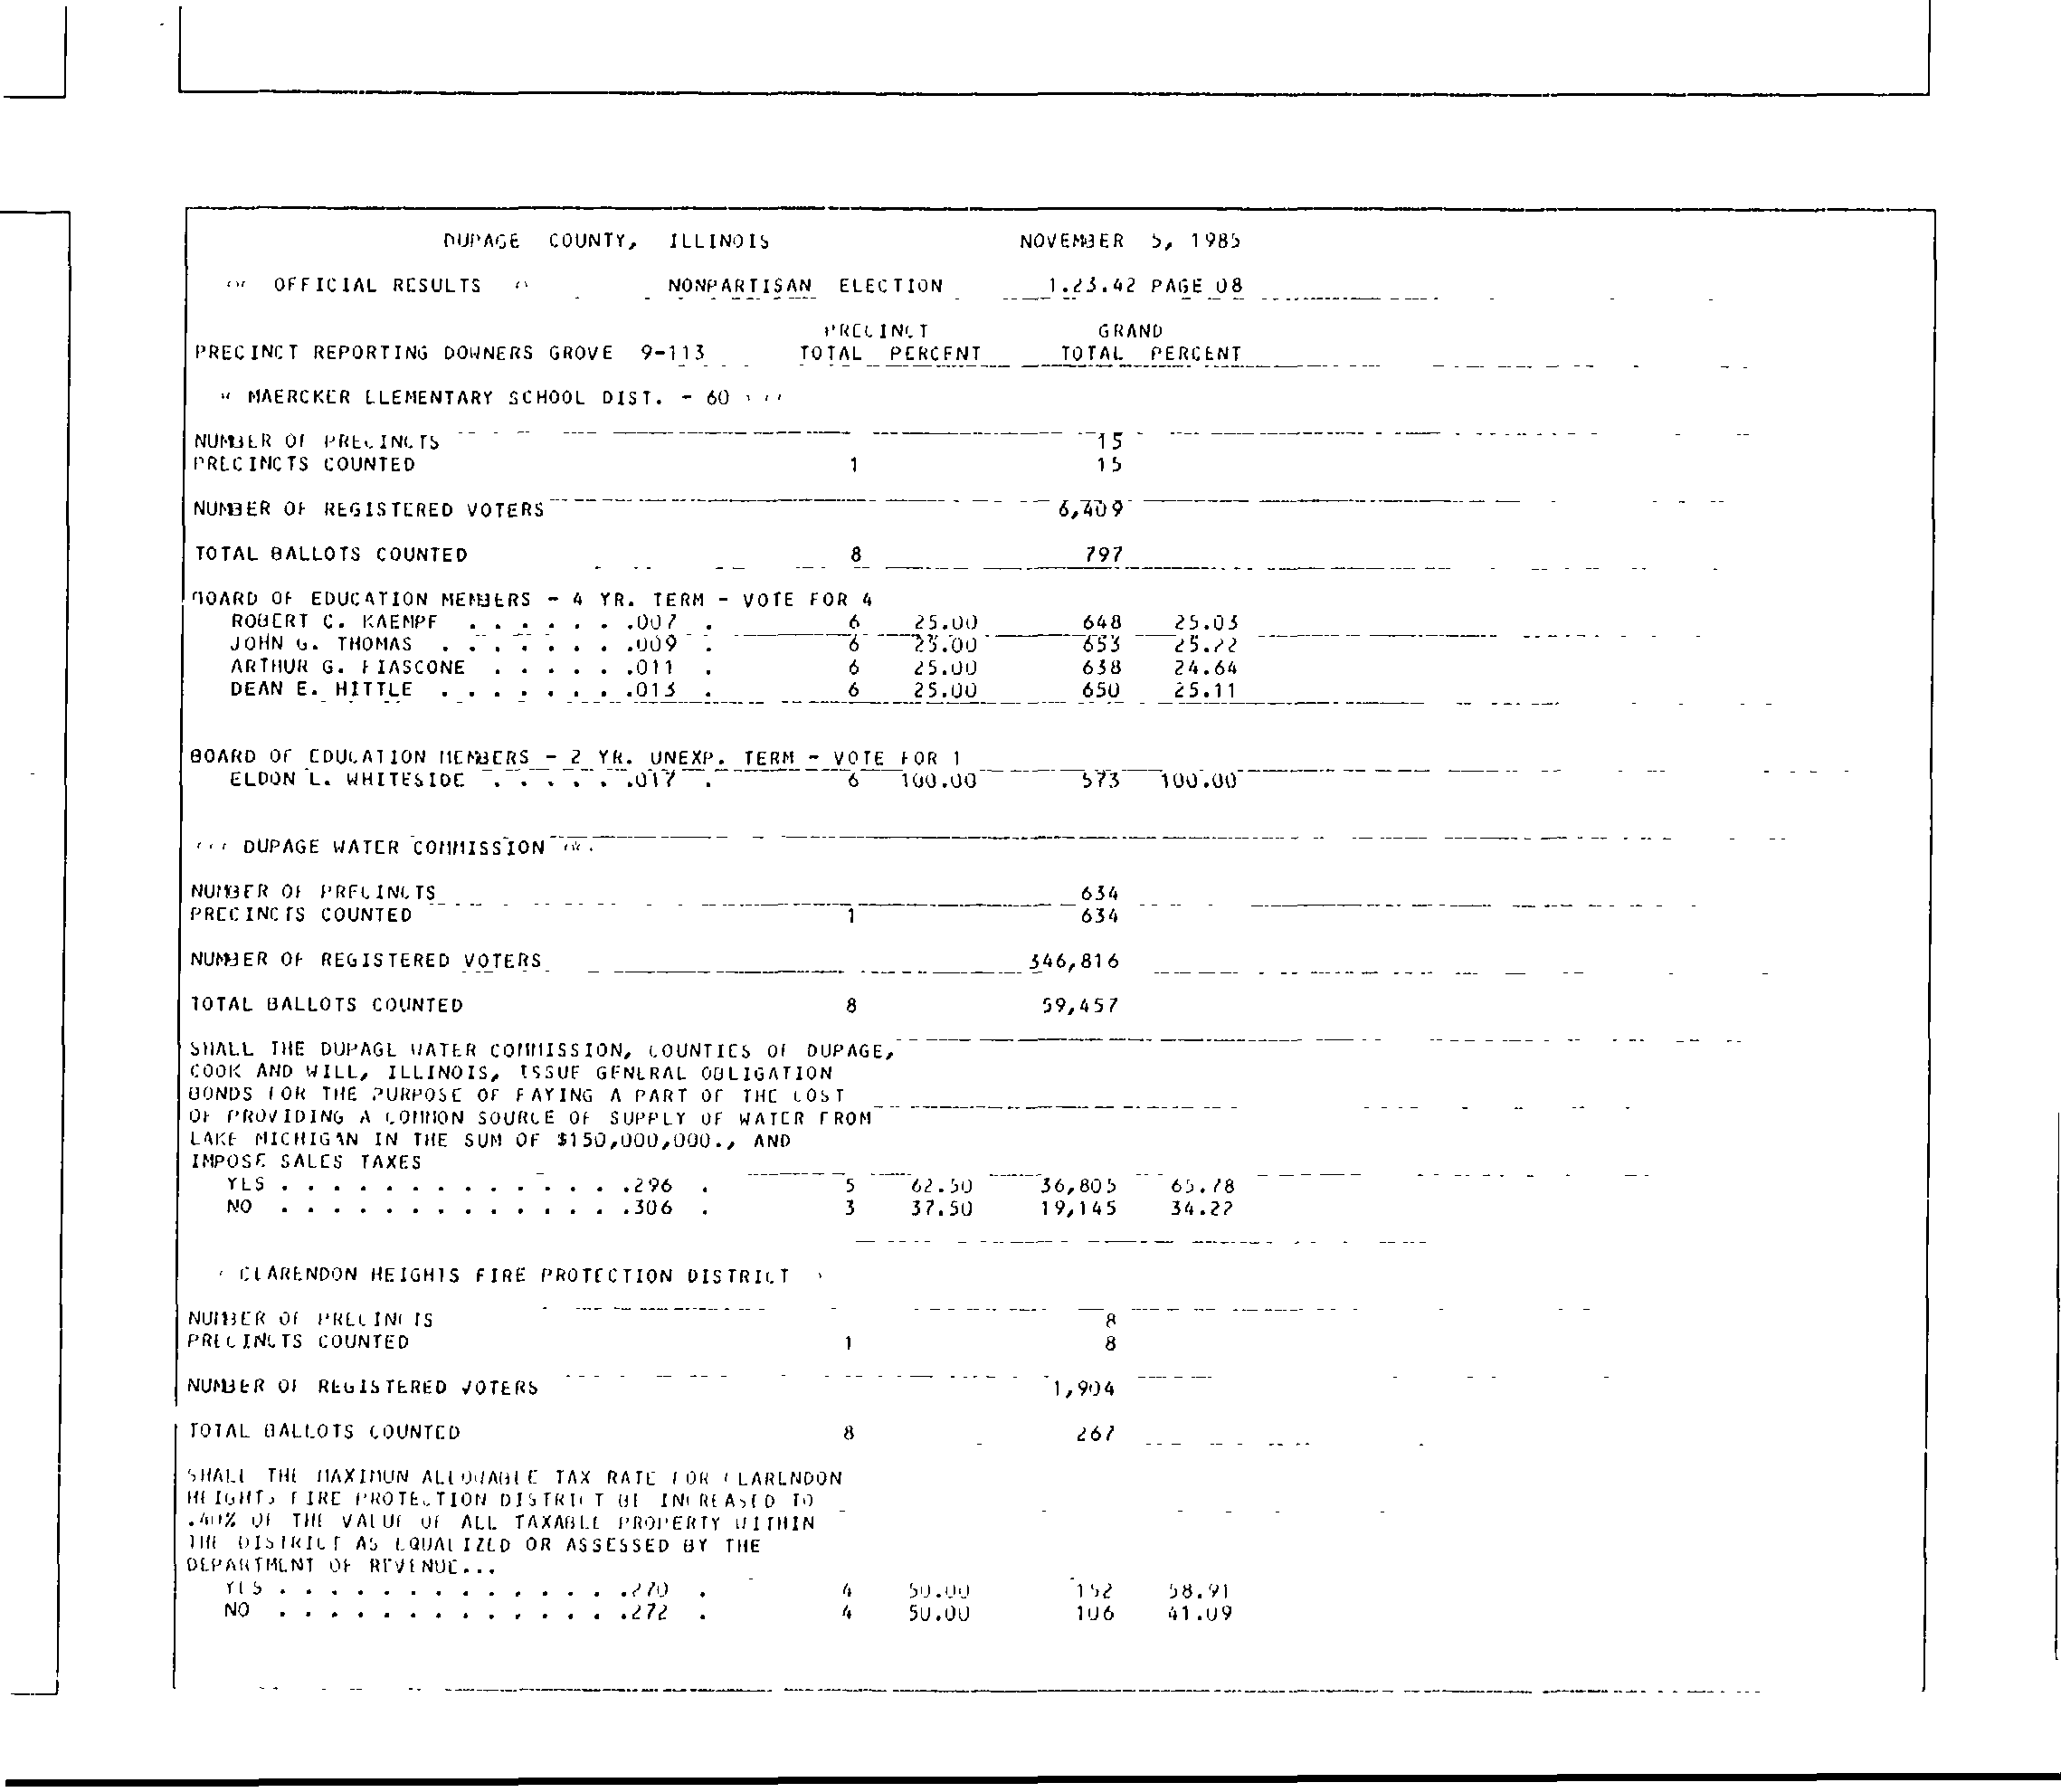 DUPAGE COUNTY, ILLINOIS NOVEMBER 5, 1985
OFFICIAL RESULTS NONPARTISAN ELECTION 1.23.42 PAGE 08
PRECINCT GRAND
PRECINCT REPORTING DOWNERS GROVE 9-113 TOTAL PERCENT TOTAL PERCENT
MAERCKER ELEMENTARY SCHOOL DIST. - 60
NUMBER OF PRECINCTS 15
PRECINCTS COUNTED 1 15
NUMBER OF REGISTERED VOTERS 6,409
TOTAL BALLOTS COUNTED 8 797
BOARD OF EDUCATION MEMBERS - 4 YR. TERM - VOTE FOR 4
ROBERT C. KAEMPF . . . . . . .007 . 6 25.00 648 25.03
JOHN G. THOMAS . . . . . . . .009 . 6 25.00 653 25.22
ARTHUR G. FIASCONE . . . . . .011 . 6 25.00 638 24.64
DEAN E. HITTLE . . . . . . . .013 . 6 25.00 650 25.11
BOARD OF EDUCATION MEMBERS - 2 YR. UNEXP. TERM - VOTE FOR 1
ELDON L. WHITESIDE . . . . . .017 . 6 100.00 573 100.00
DUPAGE WATER COMMISSION
NUMBER OF PRECINCTS 634
PRECINCTS COUNTED 1 634
NUMBER OF REGISTERED VOTERS 346,816
TOTAL BALLOTS COUNTED 8 59,457
SHALL THE DUPAGE WATER COMMISSION, COUNTIES OF DUPAGE,
COOK AND WILL, ILLINOIS, ISSUE GENERAL OBLIGATION
BONDS FOR THE PURPOSE OF PAYING A PART OF THE COST
OF PROVIDING A COMMON SOURCE OF SUPPLY OF WATER FROM
LAKE MICHIGAN IN THE SUM OF $150,000,000., AND
IMPOSE SALES TAXES
YES . . . . . . . . . . . . . .296 . 5 62.50 36,805 65.78
NO . . . . . . . . . . . . . .306 . 3 37.50 19,145 34.22
CLARENDON HEIGHTS FIRE PROTECTION DISTRICT
NUMBER OF PRECINCTS 8
PRECINCTS COUNTED 1 8
NUMBER OF REGISTERED VOTERS 1,904
TOTAL BALLOTS COUNTED 8 267
SHALL THE MAXIMUN ALLOWABLE TAX RATE FOR CLARENDON
HEIGHTS FIRE PROTECTION DISTRICT BE INCREASED TO
.40% OF THE VALUE OF ALL TAXABLE PROPERTY WITHIN
THE DISTRICT AS EQUALIZED OR ASSESSED BY THE
DEPARTMENT OF REVENUE...
YES . . . . . . . . . . . . . .270 . 4 50.00 152 58.91
NO . . . . . . . . . . . . . .272 . 4 50.00 106 41.09